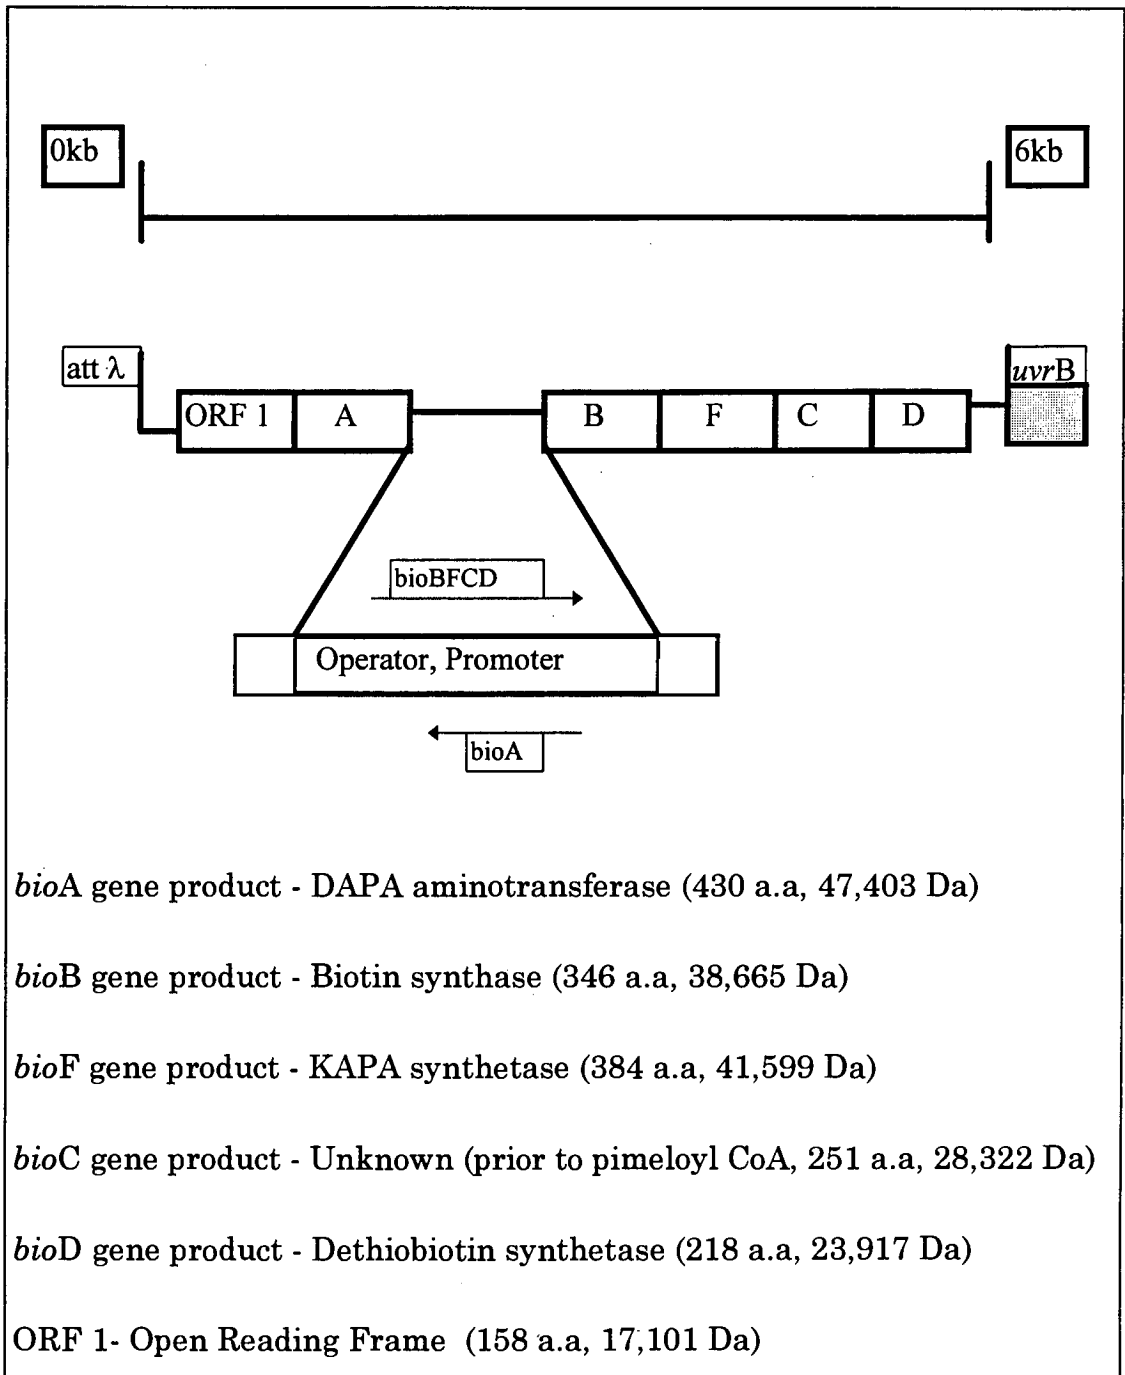 0kb
6kb
att λ
uvrB
ORF 1
A
B
F
C
D
bioBFCD
Operator, Promoter
bioA
bioA gene product - DAPA aminotransferase (430 a.a, 47,403 Da)
bioB gene product - Biotin synthase (346 a.a, 38,665 Da)
bioF gene product - KAPA synthetase (384 a.a, 41,599 Da)
bioC gene product - Unknown (prior to pimeloyl CoA, 251 a.a, 28,322 Da)
bioD gene product - Dethiobiotin synthetase (218 a.a, 23,917 Da)
ORF 1- Open Reading Frame (158 a.a, 17,101 Da)